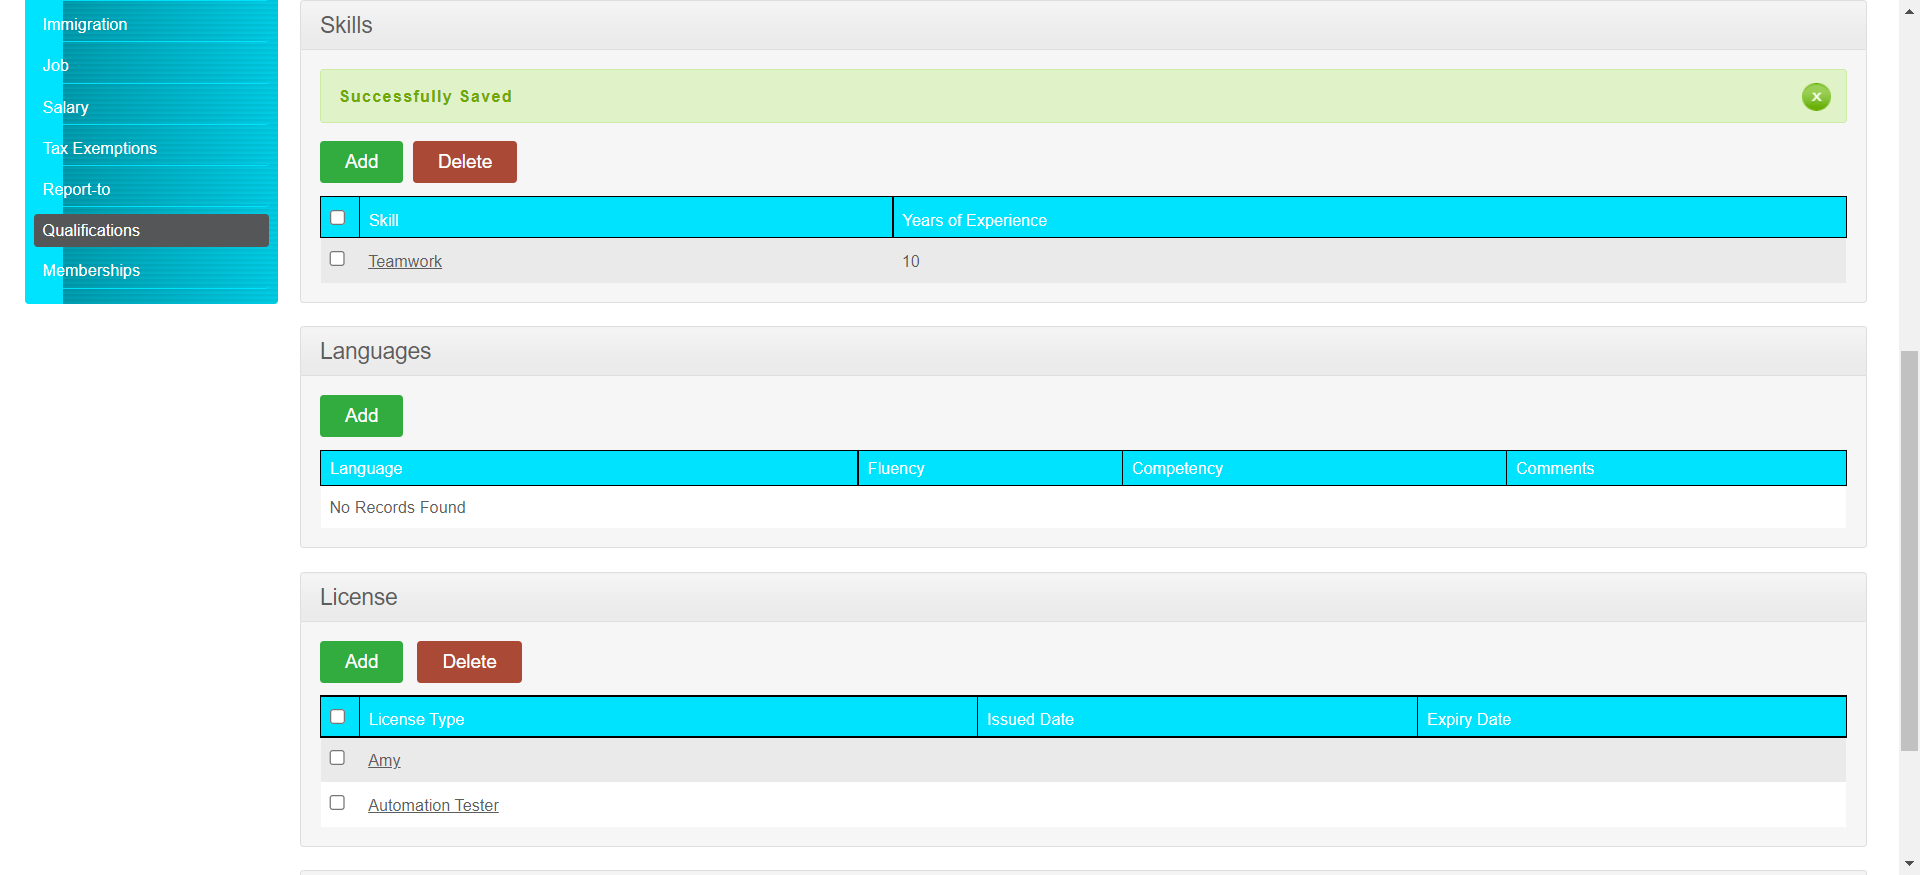 Immigration
Job
Salary
Tax Exemptions
Report-to
Qualifications
Memberships
Skills
Successfully Saved
Add Delete
Skill Years of Experience
Teamwork 10
Languages
Add
Language Fluency Competency Comments
No Records Found
License
Add Delete
License Type Issued Date Expiry Date
Amy
Automation Tester